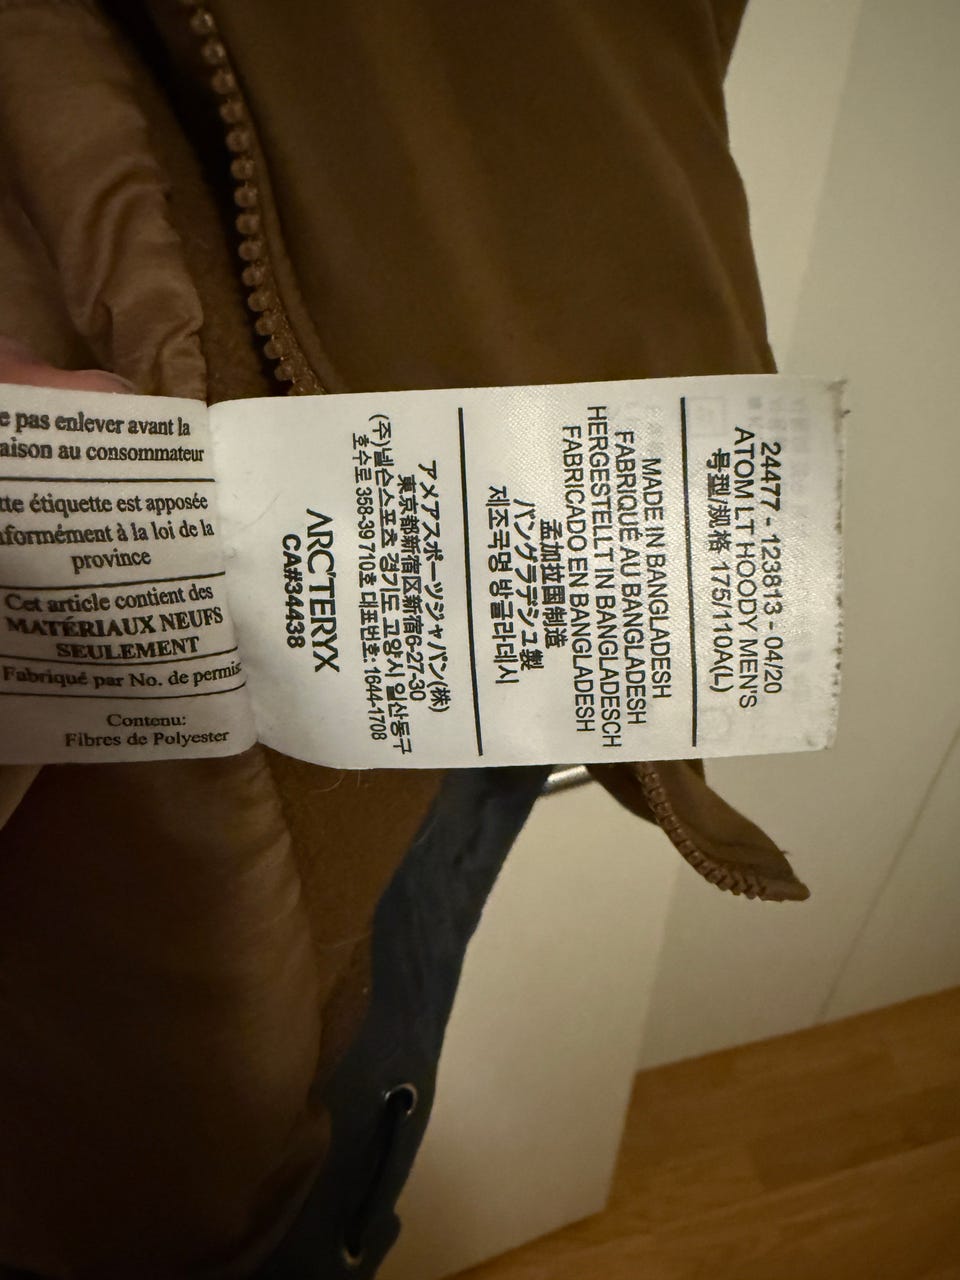 e pas enlever avant la
aison au consommateur
tte étiquette est apposée
formément à la loi de la
province
Cet article contient des
MATÉRIAUX NEUFS
SEULEMENT
Fabriqué par No. de permis
Contenu:
Fibres de Polyester
24477 - 123813 - 04/20
ATOM LT HOODY MEN'S
号型/规格 175/110A(L)
MADE IN BANGLADESH
FABRIQUÉ AU BANGLADESH
HERGESTELLT IN BANGLADESCH
FABRICADO EN BANGLADESH
孟加拉国制造
バングラデシュ製
제조국명 방글라데시
アメアスポーツジャパン(株)
東京都新宿区新宿6-27-30
(주)넬슨스포츠 경기도 고양시 일산동구
호수로 358-39 710호 대표번호: 1644-1708
ARC'TERYX
CA#34438